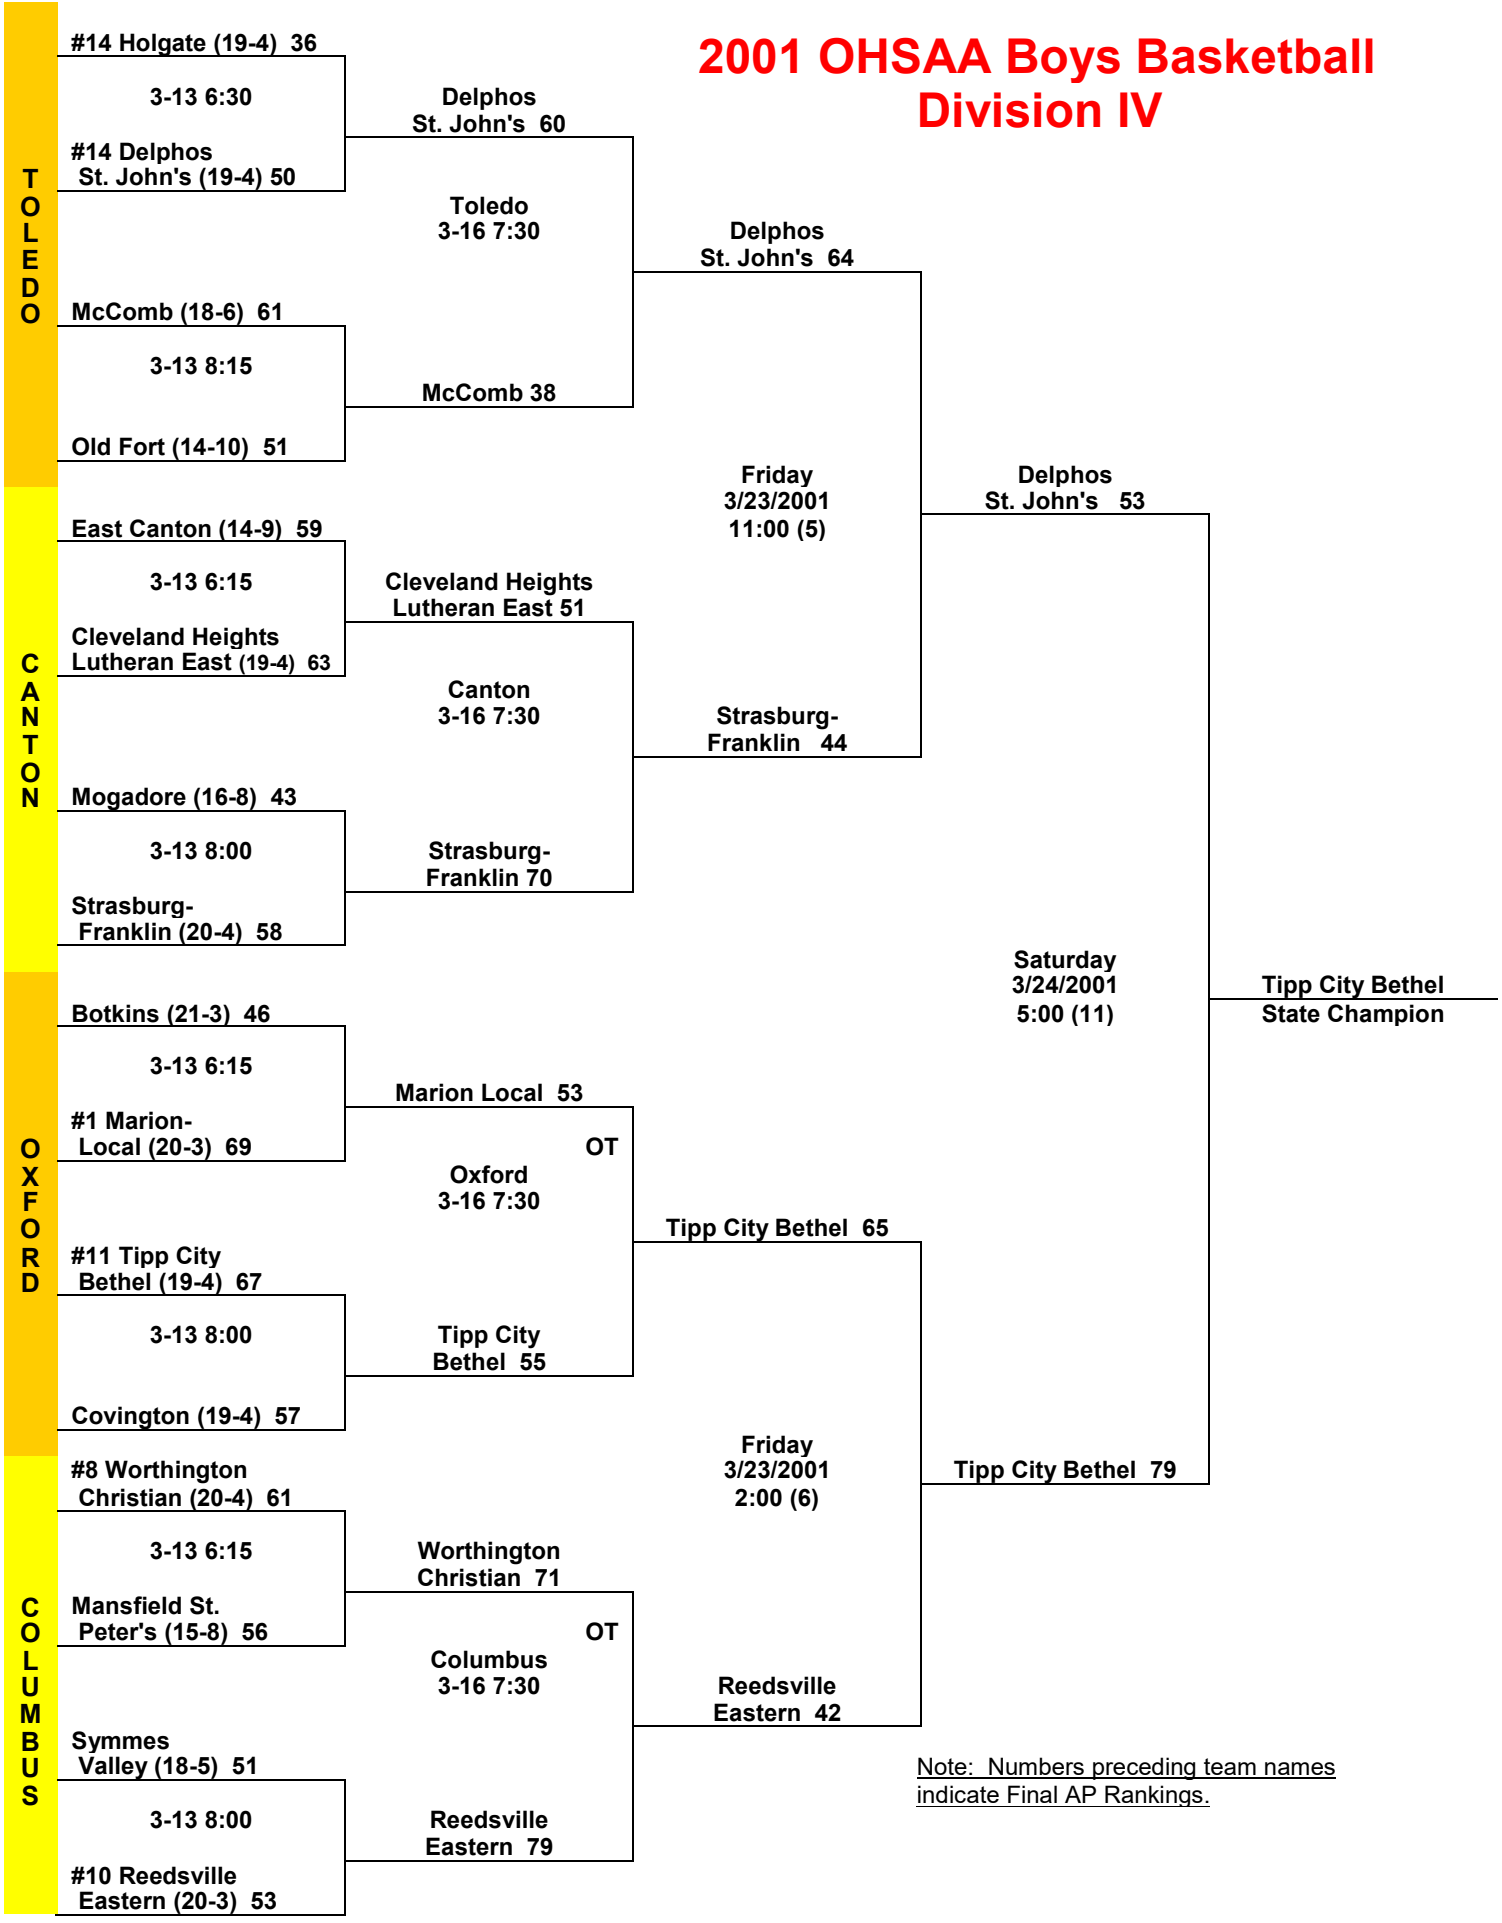 2001 OHSAA Boys Basketball
Division IV
TOLEDO
#14 Holgate (19-4) 36
3-13 6:30
#14 Delphos
St. John's (19-4) 50
McComb (18-6) 61
3-13 8:15
Old Fort (14-10) 51
CANTON
East Canton (14-9) 59
3-13 6:15
Cleveland Heights
Lutheran East (19-4) 63
Mogadore (16-8) 43
3-13 8:00
Strasburg-
Franklin (20-4) 58
OXFORD
Botkins (21-3) 46
3-13 6:15
#1 Marion-
Local (20-3) 69
#11 Tipp City
Bethel (19-4) 67
3-13 8:00
Covington (19-4) 57
COLUMBUS
#8 Worthington
Christian (20-4) 61
3-13 6:15
Mansfield St.
Peter's (15-8) 56
Symmes
Valley (18-5) 51
3-13 8:00
#10 Reedsville
Eastern (20-3) 53
Delphos
St. John's 60
Toledo
3-16 7:30
McComb 38
Cleveland Heights
Lutheran East 51
Canton
3-16 7:30
Strasburg-
Franklin 70
Marion Local 53
OT
Oxford
3-16 7:30
Tipp City
Bethel 55
Worthington
Christian 71
OT
Columbus
3-16 7:30
Reedsville
Eastern 79
Delphos
St. John's 64
Friday
3/23/2001
11:00 (5)
Strasburg-
Franklin 44
Tipp City Bethel 65
Friday
3/23/2001
2:00 (6)
Reedsville
Eastern 42
Delphos
St. John's 53
Saturday
3/24/2001
5:00 (11)
Tipp City Bethel 79
Tipp City Bethel
State Champion
Note: Numbers preceding team names
indicate Final AP Rankings.